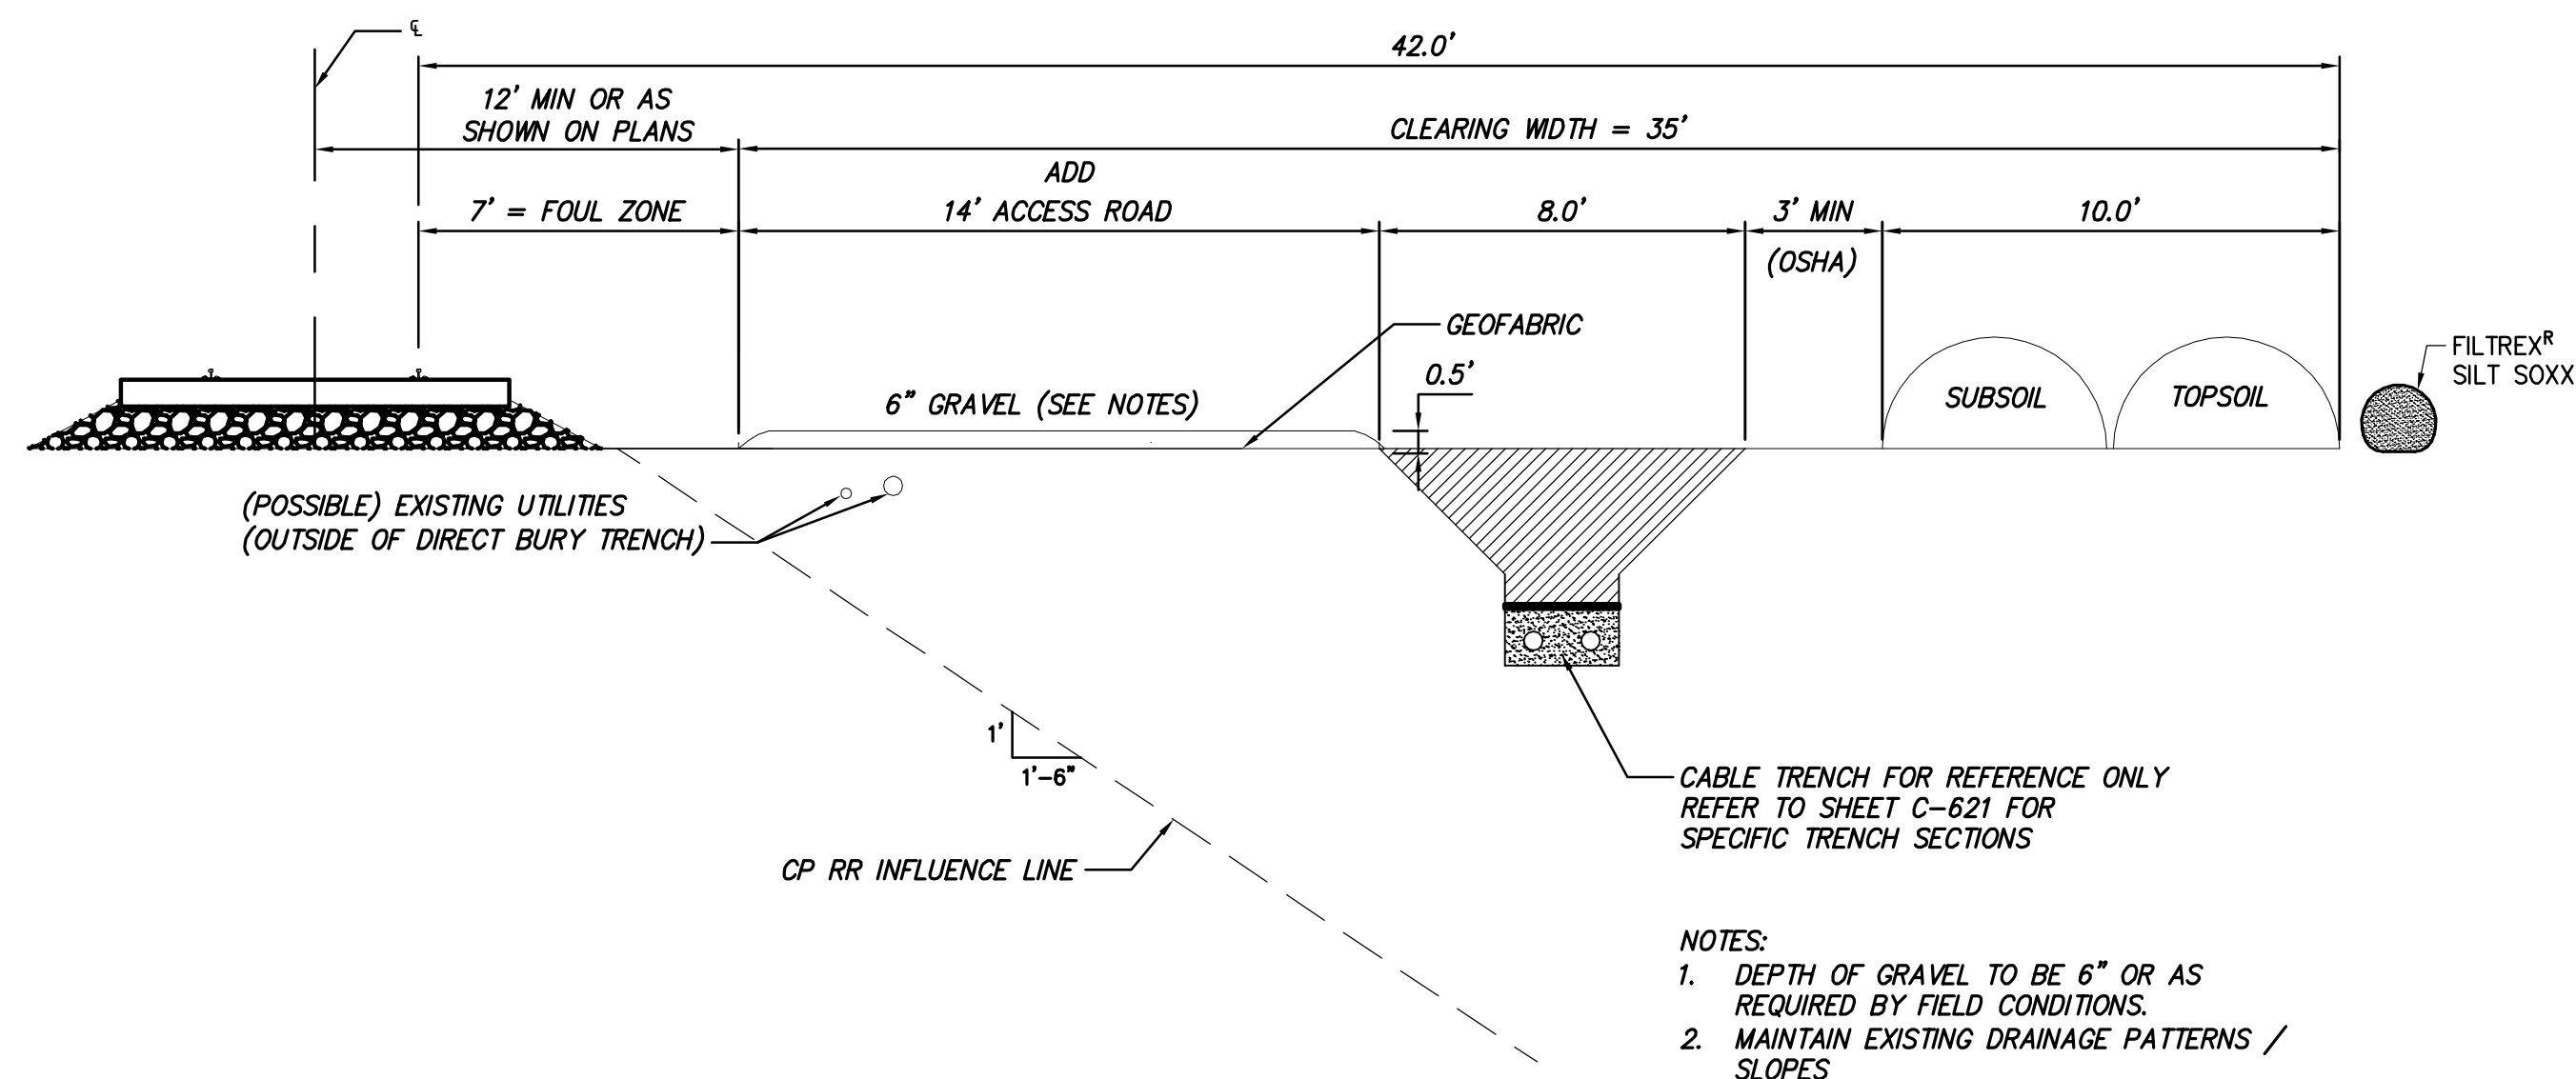 ℄
42.0'
12' MIN OR AS
SHOWN ON PLANS
CLEARING WIDTH = 35'
ADD
7' = FOUL ZONE
14' ACCESS ROAD
8.0'
3' MIN
(OSHA)
10.0'
GEOFABRIC
0.5'
6" GRAVEL (SEE NOTES)
SUBSOIL
TOPSOIL
FILTREXᴿ
SILT SOXX
(POSSIBLE) EXISTING UTILITIES
(OUTSIDE OF DIRECT BURY TRENCH)
1'
1'-6"
CP RR INFLUENCE LINE
CABLE TRENCH FOR REFERENCE ONLY
REFER TO SHEET C-621 FOR
SPECIFIC TRENCH SECTIONS
NOTES:
1. DEPTH OF GRAVEL TO BE 6" OR AS
REQUIRED BY FIELD CONDITIONS.
2. MAINTAIN EXISTING DRAINAGE PATTERNS /
SLOPES